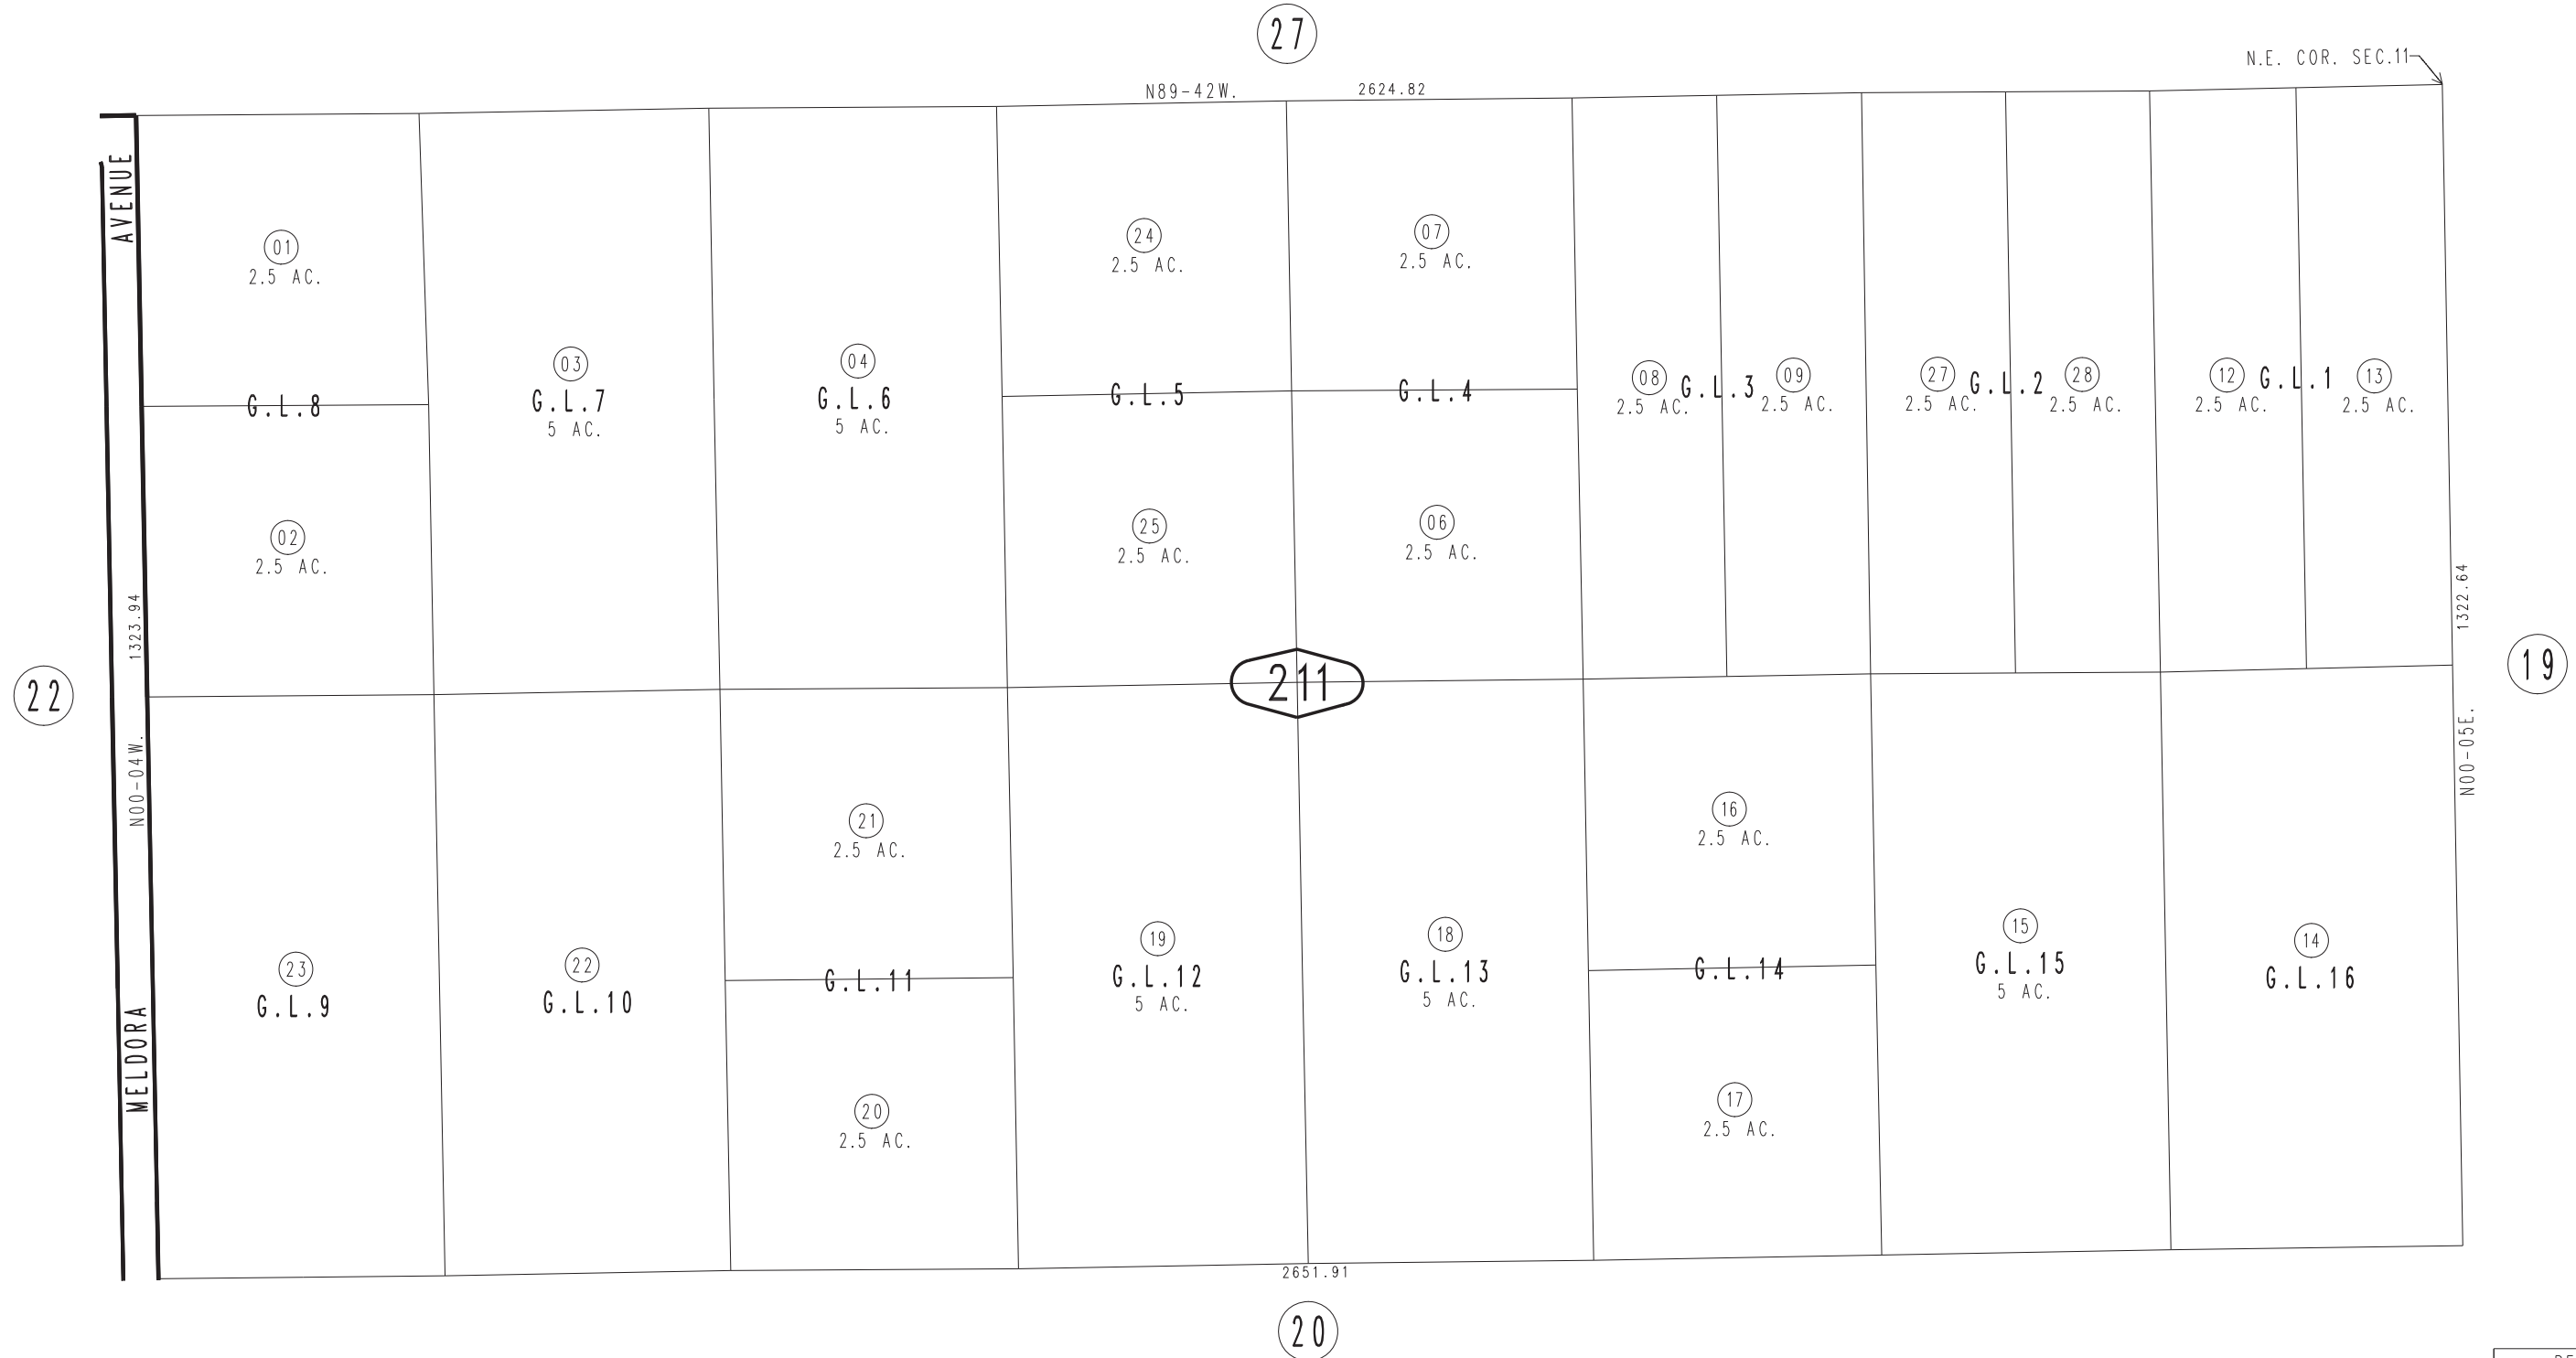 27
N.E. COR. SEC.11
N89-42W. 2624.82
AVENUE
01
2.5 AC.
G.L.8
02
2.5 AC.
03
G.L.7
5 AC.
04
G.L.6
5 AC.
24
2.5 AC.
G.L.5
25
2.5 AC.
07
2.5 AC.
G.L.4
06
2.5 AC.
08
2.5 AC.
G.L.3
09
2.5 AC.
27
2.5 AC.
G.L.2
28
2.5 AC.
12
2.5 AC.
G.L.1
13
2.5 AC.
1323.94
1322.64
22
211
19
N00-04W.
N00-05E.
MELDORA
23
G.L.9
22
G.L.10
21
2.5 AC.
G.L.11
20
2.5 AC.
19
G.L.12
5 AC.
18
G.L.13
5 AC.
16
2.5 AC.
G.L.14
17
2.5 AC.
15
G.L.15
5 AC.
14
G.L.16
2651.91
20